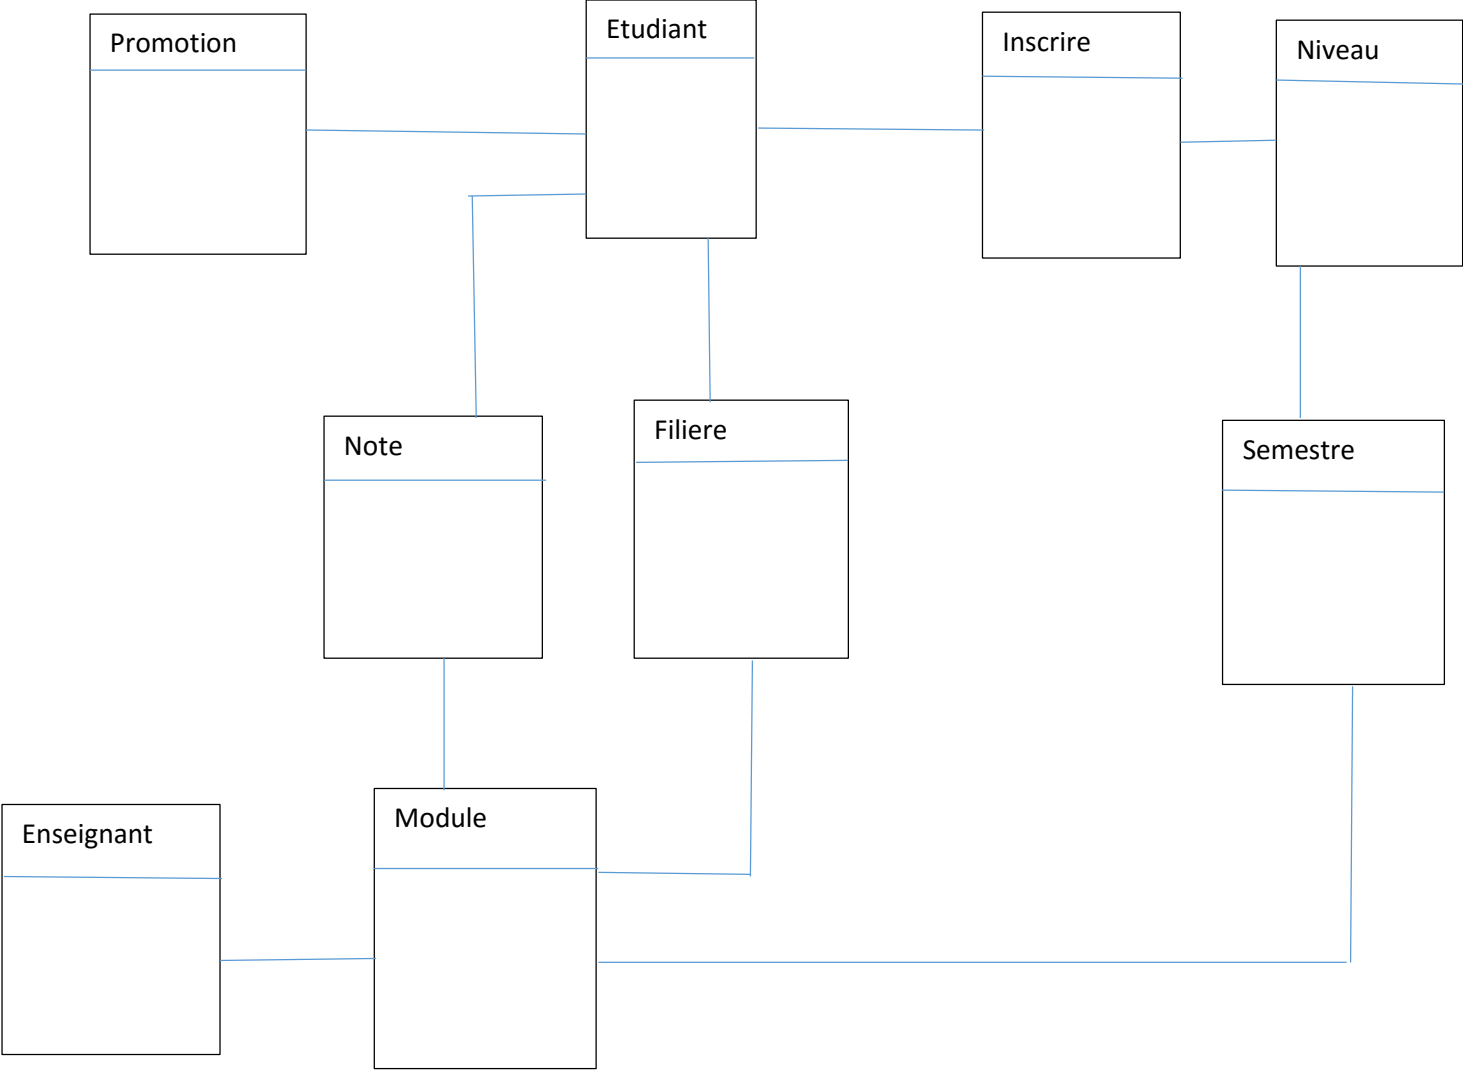 Promotion
Etudiant
Inscrire
Niveau
Note
Filiere
Semestre
Enseignant
Module